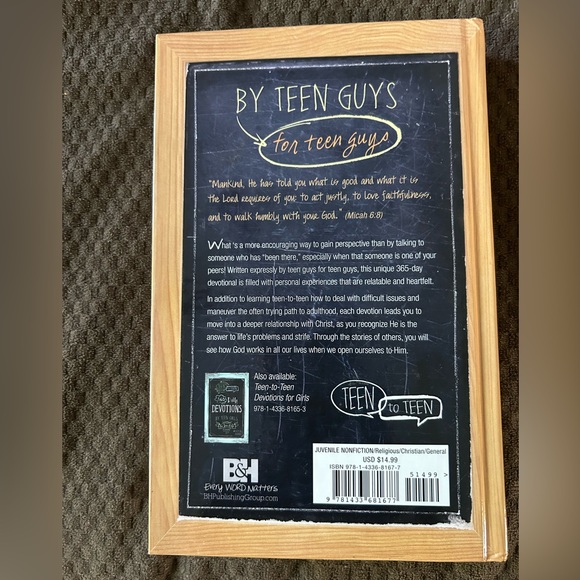 BY TEEN GUYS
for teen guys
"Mankind, He has told you what is good and what it is
the Lord requires of you: to act justly, to love faithfulness,
and to walk humbly with your God." (Micah 6:8)
What's a more encouraging way to gain perspective than by talking to
someone who has "been there," especially when that someone is one of your
peers! Written expressly by teen guys for teen guys, this unique 365-day
devotional is filled with personal experiences that are relatable and heartfelt.
In addition to learning teen-to-teen how to deal with difficult issues and
maneuver the often trying path to adulthood, each devotion leads you to
move into a deeper relationship with Christ, as you recognize He is the
answer to life's problems and strife. Through the stories of others, you will
see how God works in all our lives when we open ourselves to Him.
DEVOTIONS
Also available:
Teen-to-Teen
Devotions for Girls
978-1-4336-8165-3
TEEN
to TEEN
B&H
Every WORD Matters
BHPublishingGroup.com
JUVENILE NONFICTION/Religious/Christian/General
USD $14.99
ISBN 978-1-4336-8167-7
51499>
9 781433 681677